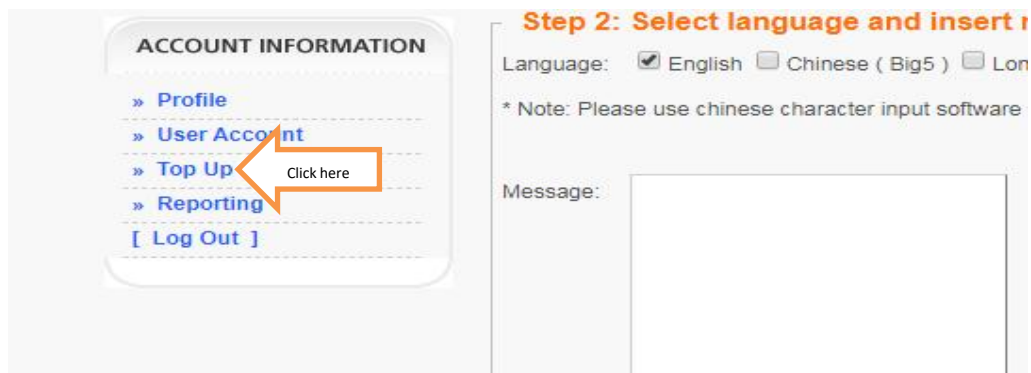 ACCOUNT INFORMATION
» Profile
» User Account
» Top Up
Click here
» Reporting
[ Log Out ]
Step 2: Select language and insert
Language: English Chinese ( Big5 ) Lon
* Note: Please use chinese character input software
Message: